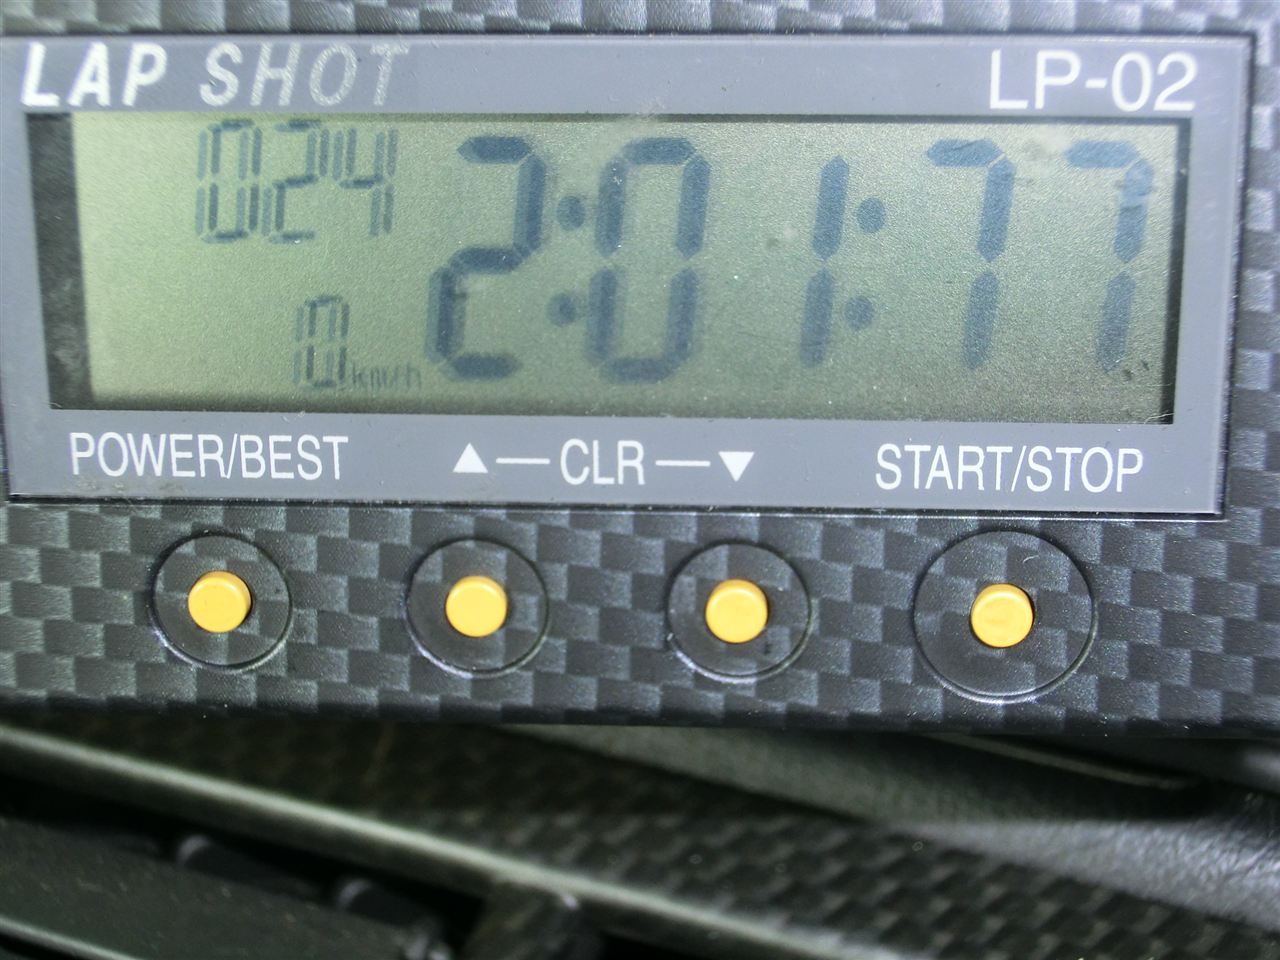 LAP SHOT LP-02
024 2:01:77
0 km/h
POWER/BEST ▲—CLR—▼ START/STOP